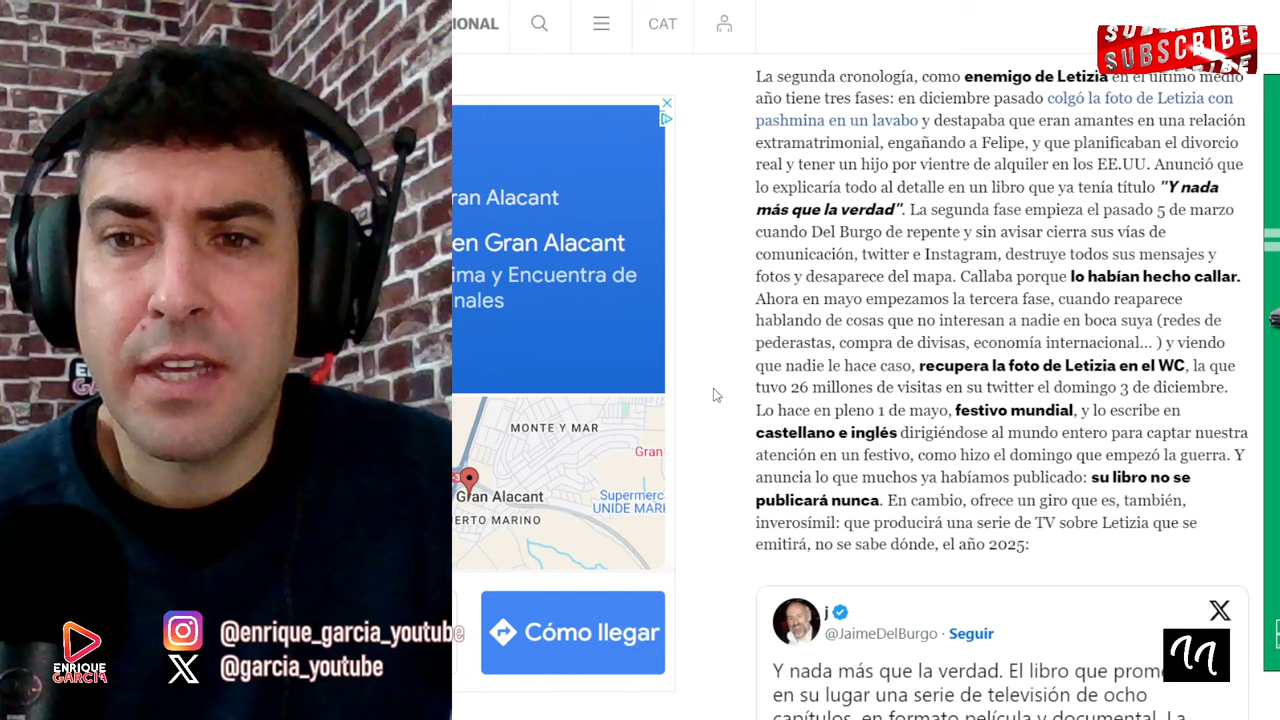 IONAL
CAT
SUBSCRIBE
La segunda cronología, como enemigo de Letizia en el último medio
año tiene tres fases: en diciembre pasado colgó la foto de Letizia con
pashmina en un lavabo y destapaba que eran amantes en una relación
extramatrimonial, engañando a Felipe, y que planificaban el divorcio
real y tener un hijo por vientre de alquiler en los EE.UU. Anunció que
lo explicaría todo al detalle en un libro que ya tenía título "Y nada
más que la verdad". La segunda fase empieza el pasado 5 de marzo
cuando Del Burgo de repente y sin avisar cierra sus vías de
comunicación, twitter e Instagram, destruye todos sus mensajes y
fotos y desaparece del mapa. Callaba porque lo habían hecho callar.
Ahora en mayo empezamos la tercera fase, cuando reaparece
hablando de cosas que no interesan a nadie en boca suya (redes de
pederastas, compra de divisas, economía internacional... ) y viendo
que nadie le hace caso, recupera la foto de Letizia en el WC, la que
tuvo 26 millones de visitas en su twitter el domingo 3 de diciembre.
Lo hace en pleno 1 de mayo, festivo mundial, y lo escribe en
castellano e inglés dirigiéndose al mundo entero para captar nuestra
atención en un festivo, como hizo el domingo que empezó la guerra. Y
anuncia lo que muchos ya habíamos publicado: su libro no se
publicará nunca. En cambio, ofrece un giro que es, también,
inverosímil: que producirá una serie de TV sobre Letizia que se
emitirá, no se sabe dónde, el año 2025:
j
@JaimeDelBurgo · Seguir
Y nada más que la verdad. El libro que prome
en su lugar una serie de televisión de ocho
capítulos, en formato película y documental. La
ran Alacant
en Gran Alacant
ima y Encuentra de
nales
MONTE Y MAR
Gran
Gran Alacant
Supermerc
UNIDE MARK
ERTO MARINO
Cómo llegar
ENRIQUE
GARCIA
@enrique_garcia_youtube
@garcia_youtube